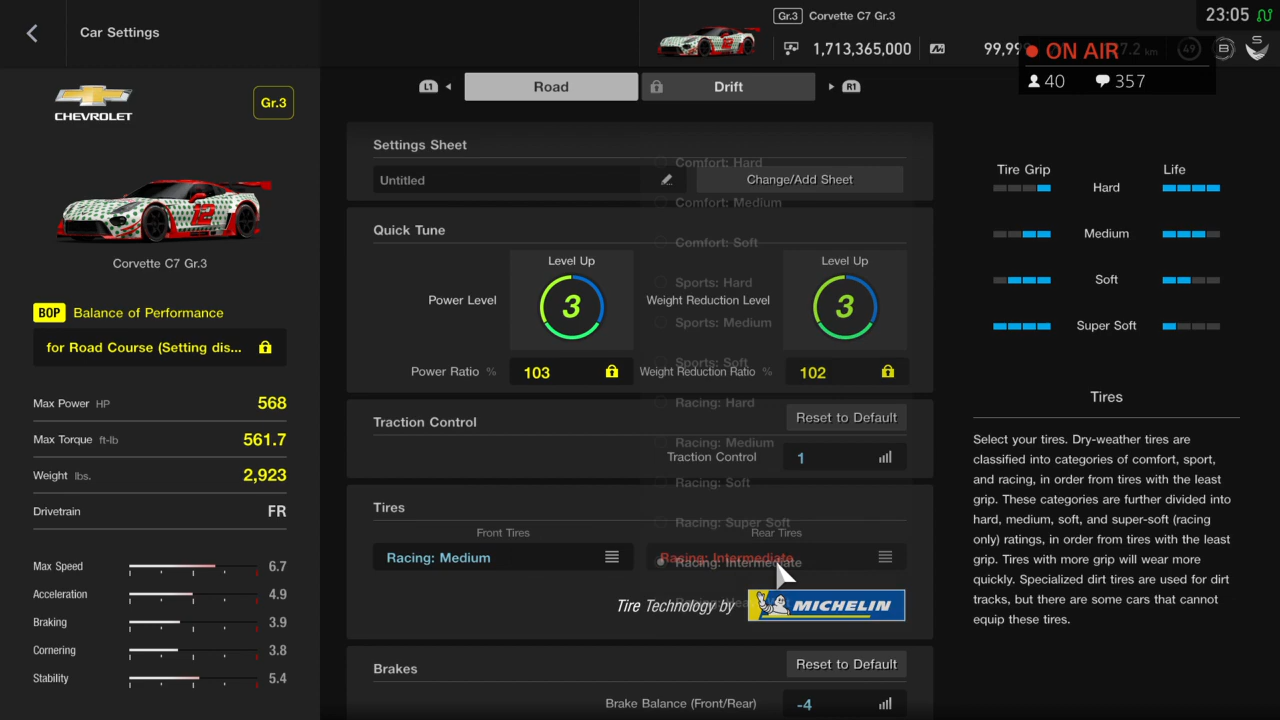 Car Settings
Gr.3 Corvette C7 Gr.3
1,713,365,000
23:05
ON AIR
40 357
49
B
S
CHEVROLET
Gr.3
12
Corvette C7 Gr.3
BOP Balance of Performance
for Road Course (Setting dis...
Max Power HP 568
Max Torque ft-lb 561.7
Weight lbs. 2,923
Drivetrain FR
Max Speed 6.7
Acceleration 4.9
Braking 3.9
Cornering 3.8
Stability 5.4
L1 Road Drift R1
Settings Sheet
Untitled
Change/Add Sheet
Quick Tune
Level Up
Level Up
Power Level 3
Weight Reduction Level 3
Power Ratio % 103
Weight Reduction Ratio % 102
Traction Control
Reset to Default
Traction Control 1
Tires
Front Tires
Rear Tires
Racing: Medium
Racing: Intermediate
Tire Technology by MICHELIN
Brakes
Reset to Default
Brake Balance (Front/Rear) -4
Comfort: Hard
Comfort: Medium
Comfort: Soft
Sports: Hard
Sports: Medium
Sports: Soft
Racing: Hard
Racing: Medium
Racing: Soft
Racing: Super Soft
Racing: Intermediate
Tire Grip Life
Hard
Medium
Soft
Super Soft
Tires
Select your tires. Dry-weather tires are
classified into categories of comfort, sport,
and racing, in order from tires with the least
grip. These categories are further divided into
hard, medium, soft, and super-soft (racing
only) ratings, in order from tires with the least
grip. Tires with more grip will wear more
quickly. Specialized dirt tires are used for dirt
tracks, but there are some cars that cannot
equip these tires.